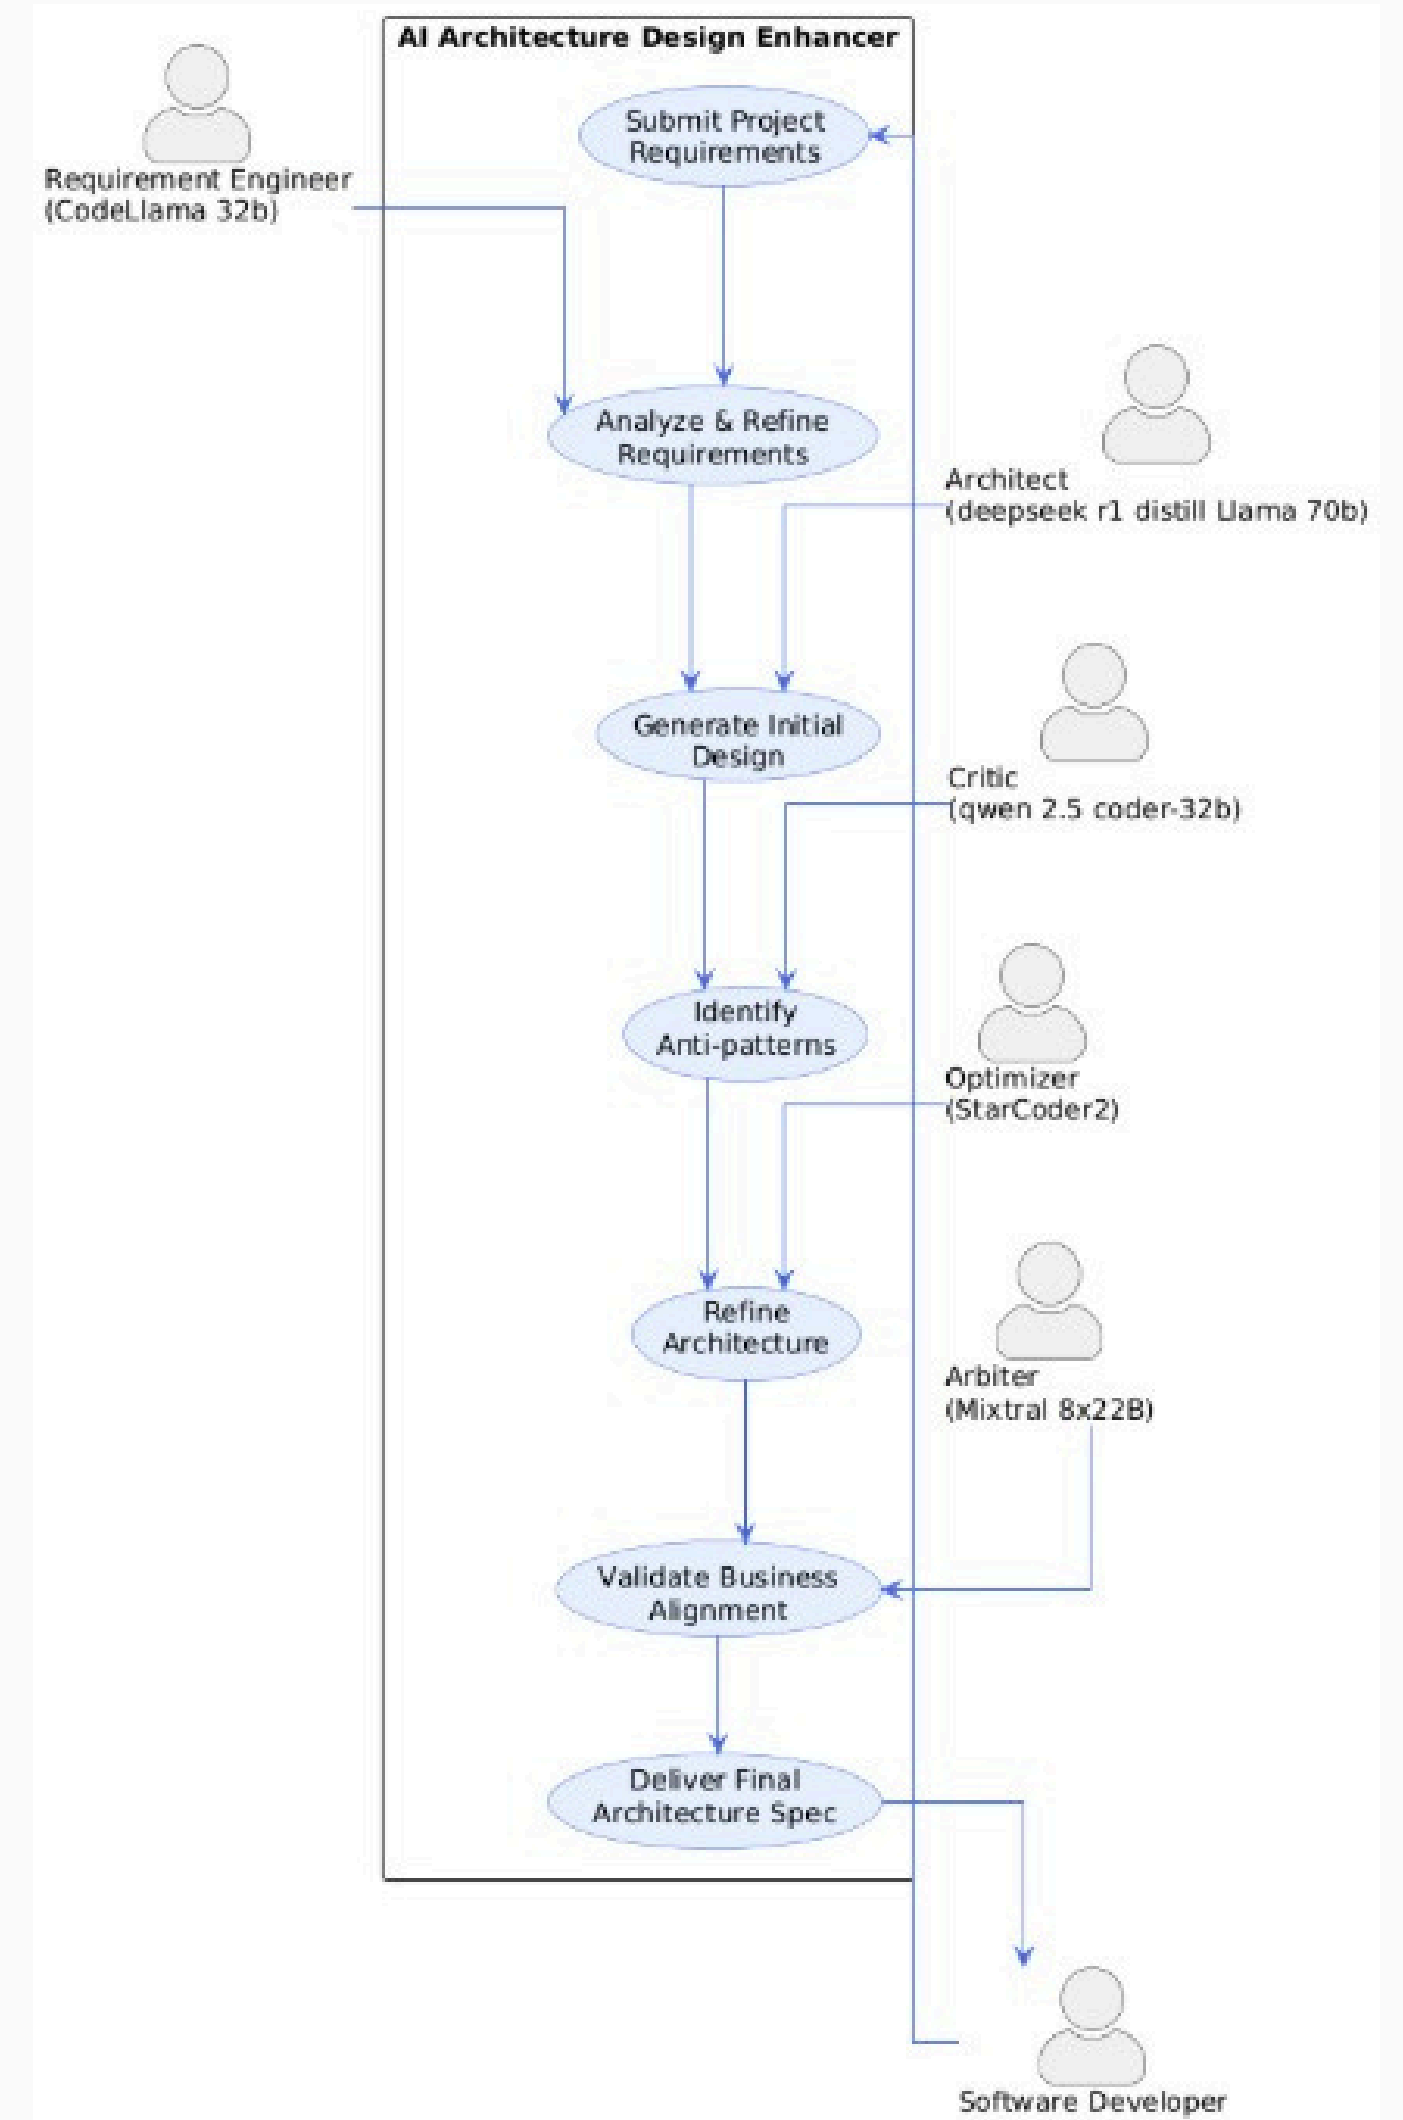 AI Architecture Design Enhancer
Submit Project
Requirements
Requirement Engineer
(CodeLlama 32b)
Analyze & Refine
Requirements
Architect
(deepseek r1 distill Llama 70b)
Generate Initial
Design
Critic
(qwen 2.5 coder-32b)
Identify
Anti-patterns
Optimizer
(StarCoder2)
Refine
Architecture
Arbiter
(Mixtral 8x22B)
Validate Business
Alignment
Deliver Final
Architecture Spec
Software Developer